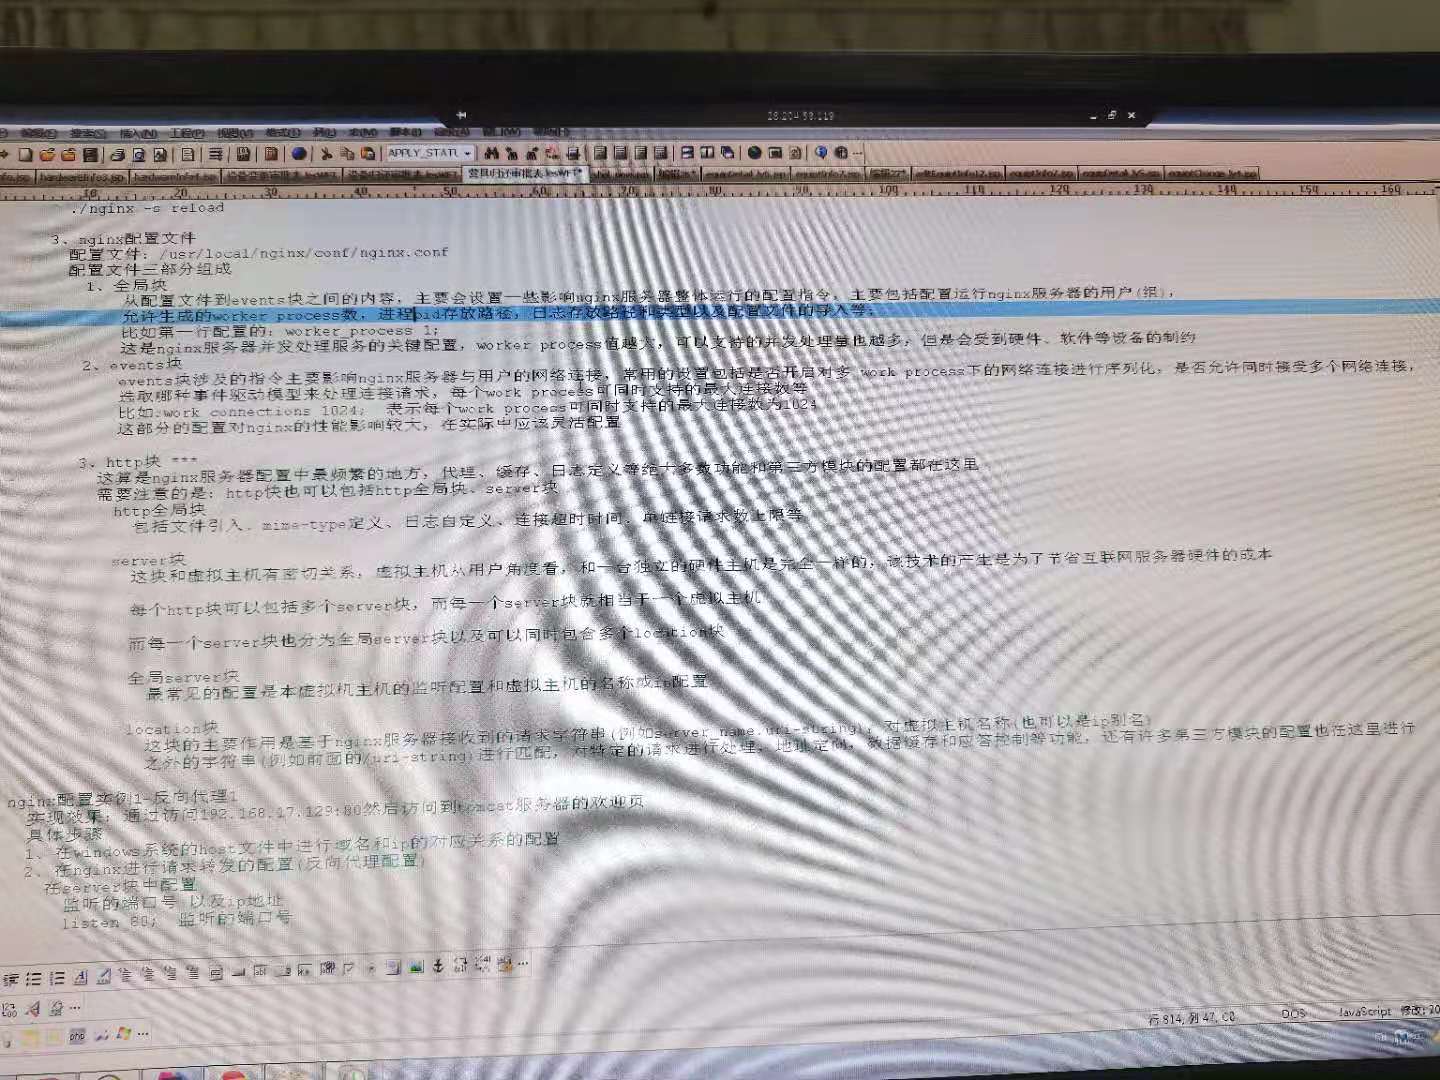 编辑(E) 搜索(S) 插入(N) 工程(P) 视图(V) 格式(T) 列(L) 宏(M) 脚本(i) 窗口(W) 帮助(H)
APPLY_STATU
90 100 110 120 130 140 150 160
./nginx -s reload
3、nginx配置文件
配置文件：/usr/local/nginx/conf/nginx.conf
配置文件三部分组成
1、全局块
从配置文件到events块之间的内容，主要会设置一些影响nginx服务器整体运行的配置指令，主要包括配置运行nginx服务器的用户(组)，
允许生成的worker process数，进程pid存放路径，日志存放路径和类型以及配置文件的导入等；
比如第一行配置的：worker_process 1;
这是nginx服务器并发处理服务的关键配置，worker_process值越大，可以支持的并发处理量也越多，但是会受到硬件、软件等设备的制约
2、events块
events块涉及的指令主要影响nginx服务器与用户的网络连接，常用的设置包括是否开启对多 work process下的网络连接进行序列化，是否允许同时接受多个网络连接，
选取哪种事件驱动模型来处理连接请求，每个work process可同时支持的最大连接数等
比如:work_connections 1024； 表示每个work process可同时支持的最大连接数为1024
这部分的配置对nginx的性能影响较大，在实际中应该灵活配置
3、http块 ***
这算是nginx服务器配置中最频繁的地方，代理、缓存、日志定义等绝大多数功能和第三方模块的配置都在这里
需要注意的是：http快也可以包括http全局块、server块
http全局块
包括文件引入、mime-type定义、日志自定义、连接超时时间、单链接请求数上限等
server块
这块和虚拟主机有密切关系，虚拟主机从用户角度看，和一台独立的硬件主机是完全一样的，该技术的产生是为了节省互联网服务器硬件的成本
每个http块可以包括多个server块，而每一个server块就相当于一个虚拟主机
而每一个server块也分为全局server块以及可以同时包含多个location块
全局server块
最常见的配置是本虚拟机主机的监听配置和虚拟主机的名称或ip配置
location块
这块的主要作用是基于nginx服务器接收到的请求字符串(例如server_name.uri-string)，对虚拟主机名称(也可以是ip别名)
之外的字符串(例如前面的/uri-string)进行匹配，对特定的请求进行处理，地址定向，数据缓存和应答控制等功能，还有许多第三方模块的配置也在这里进行
nginx配置实例1-反向代理1
实现效果：通过访问192.168.17.129:80然后访问到tomcat服务器的欢迎页
具体步骤
1、在windows系统的host文件中进行域名和ip的对应关系的配置
2、在nginx进行请求转发的配置(反向代理配置)
在server块中配置
监听的端口号 以及ip地址
listen 80; 监听的端口号
行 814, 列 47, C0 DOS JavaScript 修改: 20